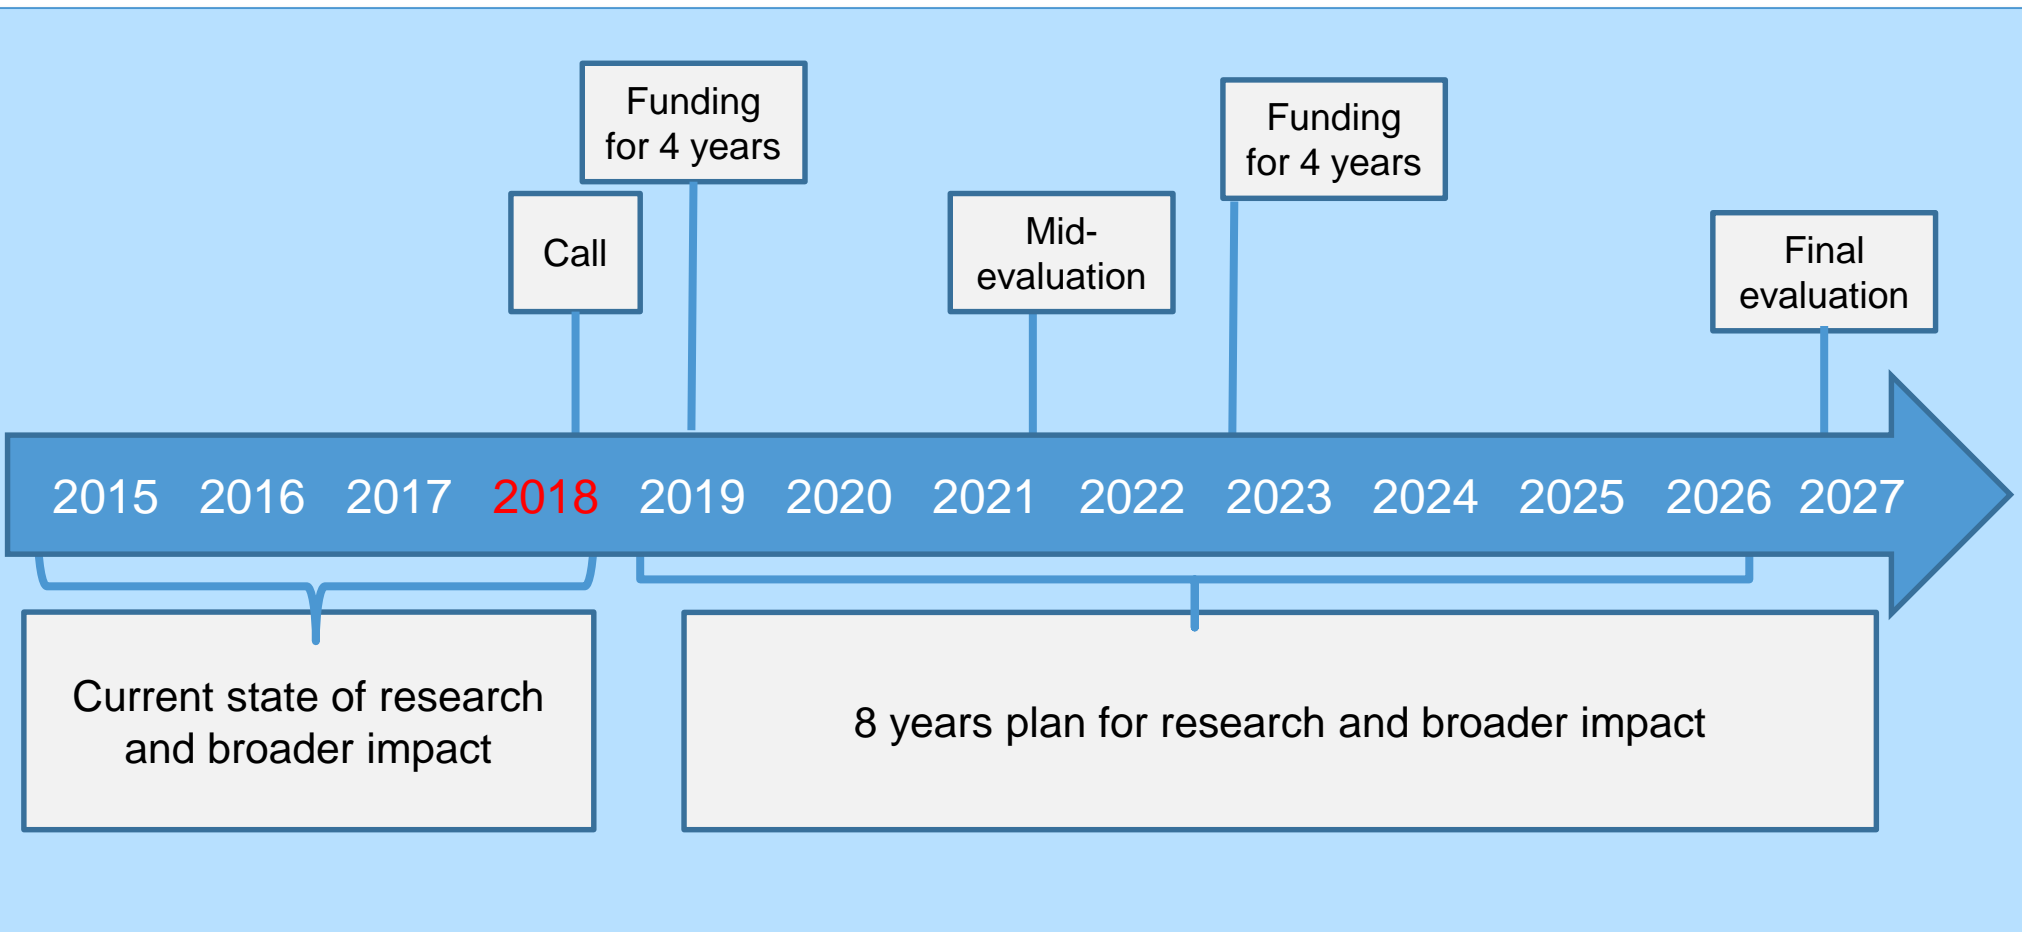 Funding
for 4 years
Funding
for 4 years
Call
Mid-
evaluation
Final
evaluation
2015 2016 2017 2018 2019 2020 2021 2022 2023 2024 2025 2026 2027
Current state of research
and broader impact
8 years plan for research and broader impact